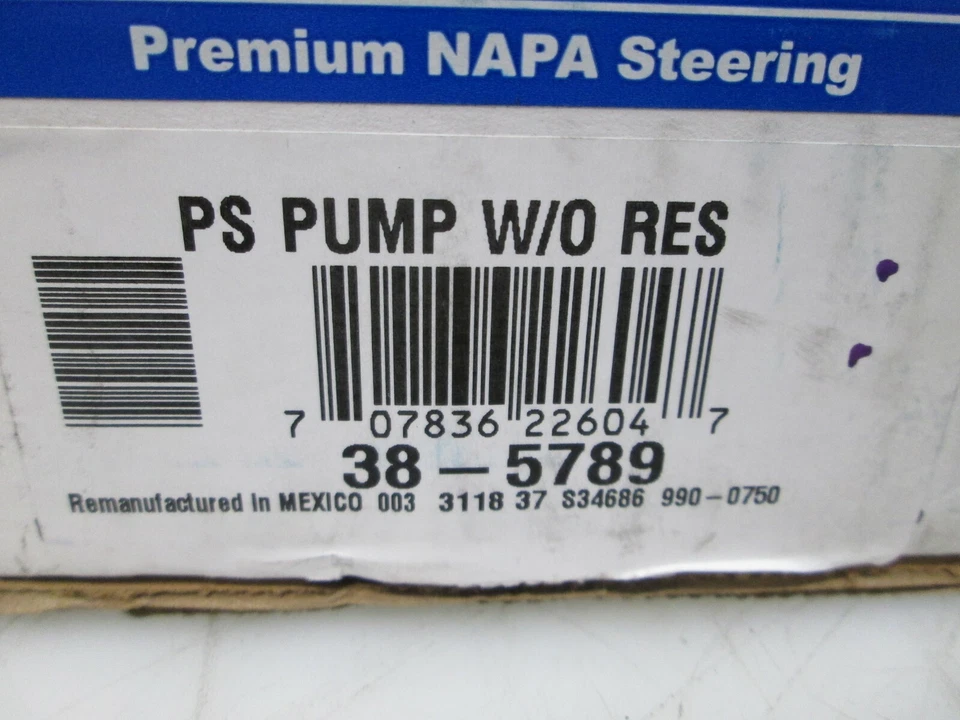 Premium NAPA Steering
PS PUMP W/O RES
7 07836 22604 7
38-5789
Remanufactured in MEXICO 003 3118 37 S34686 990-0750